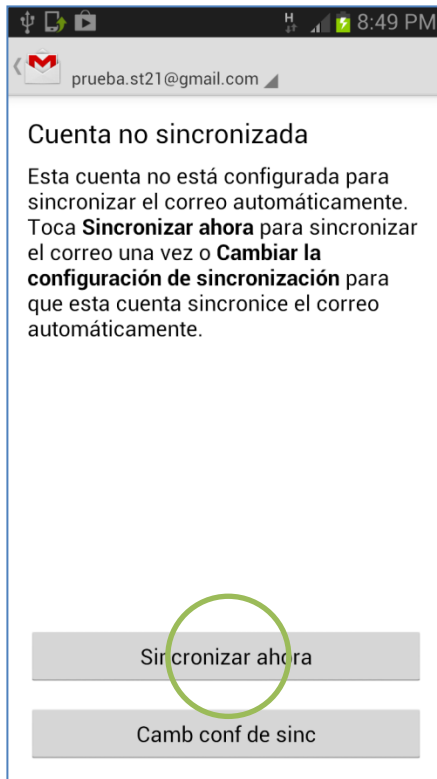 H
8:49 PM
prueba.st21@gmail.com
Cuenta no sincronizada
Esta cuenta no está configurada para
sincronizar el correo automáticamente.
Toca Sincronizar ahora para sincronizar
el correo una vez o Cambiar la
configuración de sincronización para
que esta cuenta sincronice el correo
automáticamente.
Sincronizar ahora
Camb conf de sinc